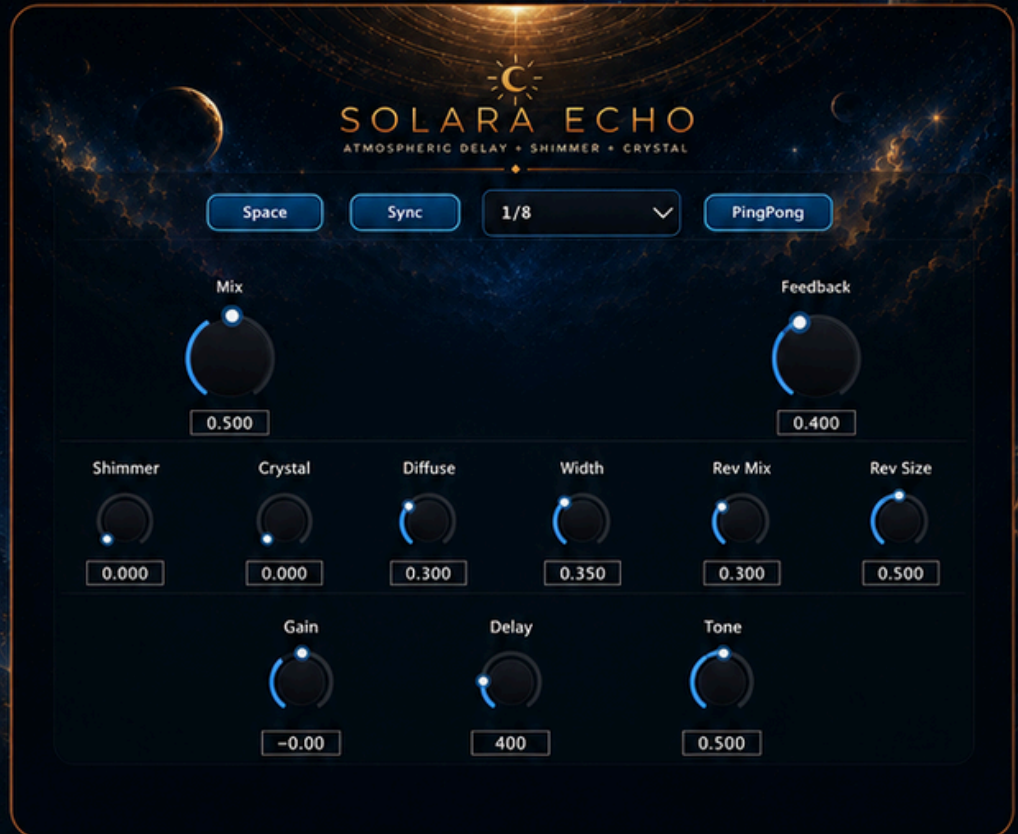 SOLARA ECHO
ATMOSPHERIC DELAY + SHIMMER + CRYSTAL
Space Sync 1/8 PingPong
Mix Feedback
0.500 0.400
Shimmer Crystal Diffuse Width Rev Mix Rev Size
0.000 0.000 0.300 0.350 0.300 0.500
Gain Delay Tone
−0.00 400 0.500